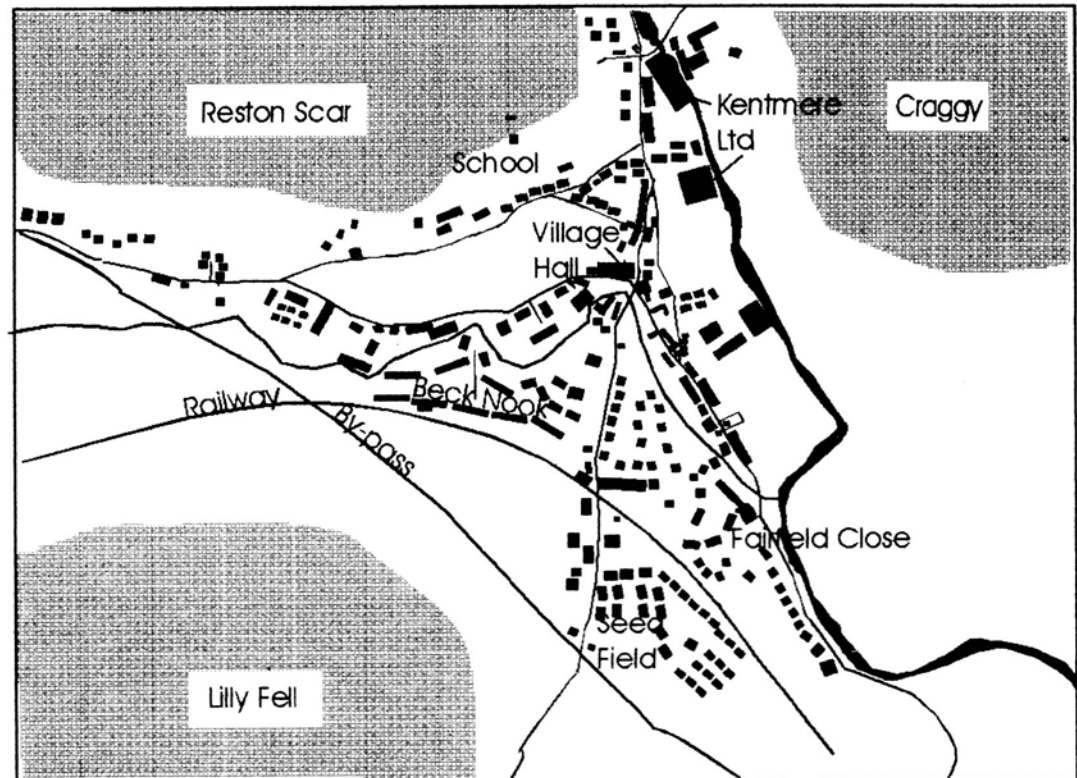 Reston Scar
Kentmere
Ltd
Craggy
School
Village
Hall
Railway
By-pass
Beck Nook
Fairfield Close
Seed
Field
Lilly Fell